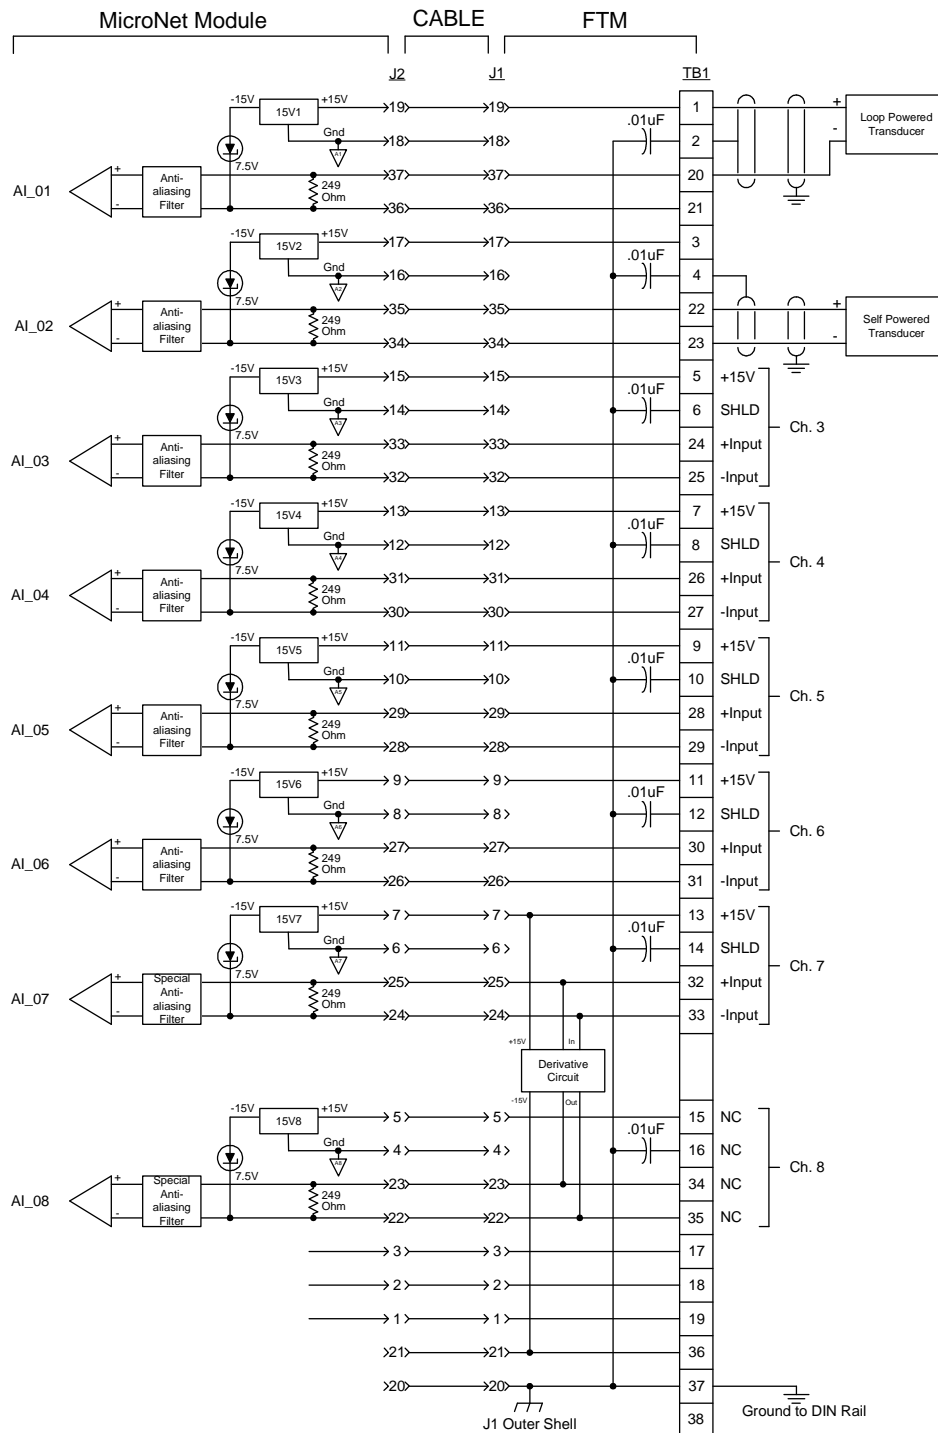 MicroNet Module CABLE FTM
J2 J1 TB1
-15V 15V1 +15V 19 19 1 + Loop Powered Transducer
Gnd A1 18 18 .01uF 2 -
7.5V
AI_01 + - Anti-aliasing Filter 249 Ohm 37 37 20
36 36 21
-15V 15V2 +15V 17 17 3
Gnd A2 16 16 .01uF 4
7.5V
AI_02 + - Anti-aliasing Filter 249 Ohm 35 35 22 + Self Powered Transducer
34 34 23 -
-15V 15V3 +15V 15 15 5 +15V
Gnd A3 14 14 .01uF 6 SHLD
7.5V Ch. 3
AI_03 + - Anti-aliasing Filter 249 Ohm 33 33 24 +Input
32 32 25 -Input
-15V 15V4 +15V 13 13 7 +15V
Gnd A4 12 12 .01uF 8 SHLD
7.5V Ch. 4
AI_04 + - Anti-aliasing Filter 249 Ohm 31 31 26 +Input
30 30 27 -Input
-15V 15V5 +15V 11 11 9 +15V
Gnd A5 10 10 .01uF 10 SHLD
7.5V Ch. 5
AI_05 + - Anti-aliasing Filter 249 Ohm 29 29 28 +Input
28 28 29 -Input
-15V 15V6 +15V 9 9 11 +15V
Gnd A6 8 8 .01uF 12 SHLD
7.5V Ch. 6
AI_06 + - Anti-aliasing Filter 249 Ohm 27 27 30 +Input
26 26 31 -Input
-15V 15V7 +15V 7 7 13 +15V
Gnd A7 6 6 .01uF 14 SHLD
7.5V Ch. 7
AI_07 + - Special Anti-aliasing Filter 249 Ohm 25 25 32 +Input
24 24 33 -Input
+15V In
Derivative Circuit
-15V Out
-15V 15V8 +15V 5 5 15 NC
Gnd A8 4 4 .01uF 16 NC
7.5V Ch. 8
AI_08 + - Special Anti-aliasing Filter 249 Ohm 23 23 34 NC
22 22 35 NC
3 3 17
2 2 18
1 1 19
21 21 36
20 20 37
J1 Outer Shell 38 Ground to DIN Rail